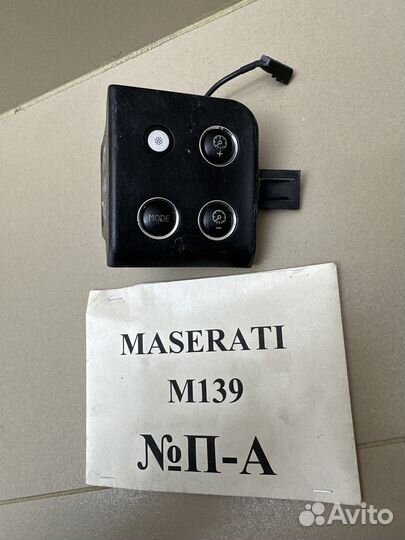 +
MODE
MASERATI
M139
№П-А
Avito